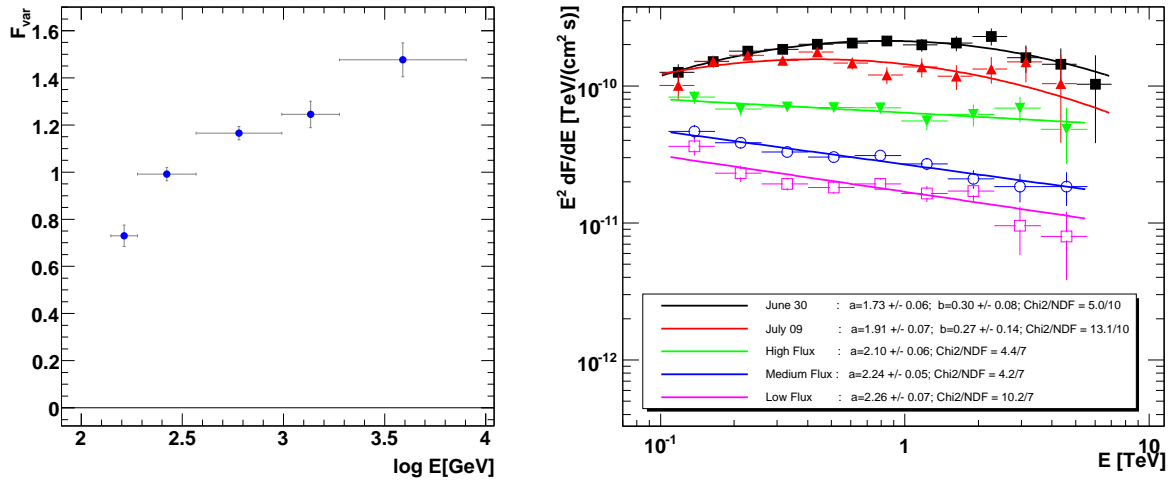 F_var
1.6
1.4
1.2
1
0.8
0.6
0.4
0.2
0
2 2.5 3 3.5 4
log E[GeV]
E² dF/dE [TeV/(cm² s)]
10⁻¹⁰
10⁻¹¹
10⁻¹²
June 30 : a=1.73 +/- 0.06; b=0.30 +/- 0.08; Chi2/NDF = 5.0/10
July 09 : a=1.91 +/- 0.07; b=0.27 +/- 0.14; Chi2/NDF = 13.1/10
High Flux : a=2.10 +/- 0.06; Chi2/NDF = 4.4/7
Medium Flux : a=2.24 +/- 0.05; Chi2/NDF = 4.2/7
Low Flux : a=2.26 +/- 0.07; Chi2/NDF = 10.2/7
10⁻¹ 1 10
E [TeV]